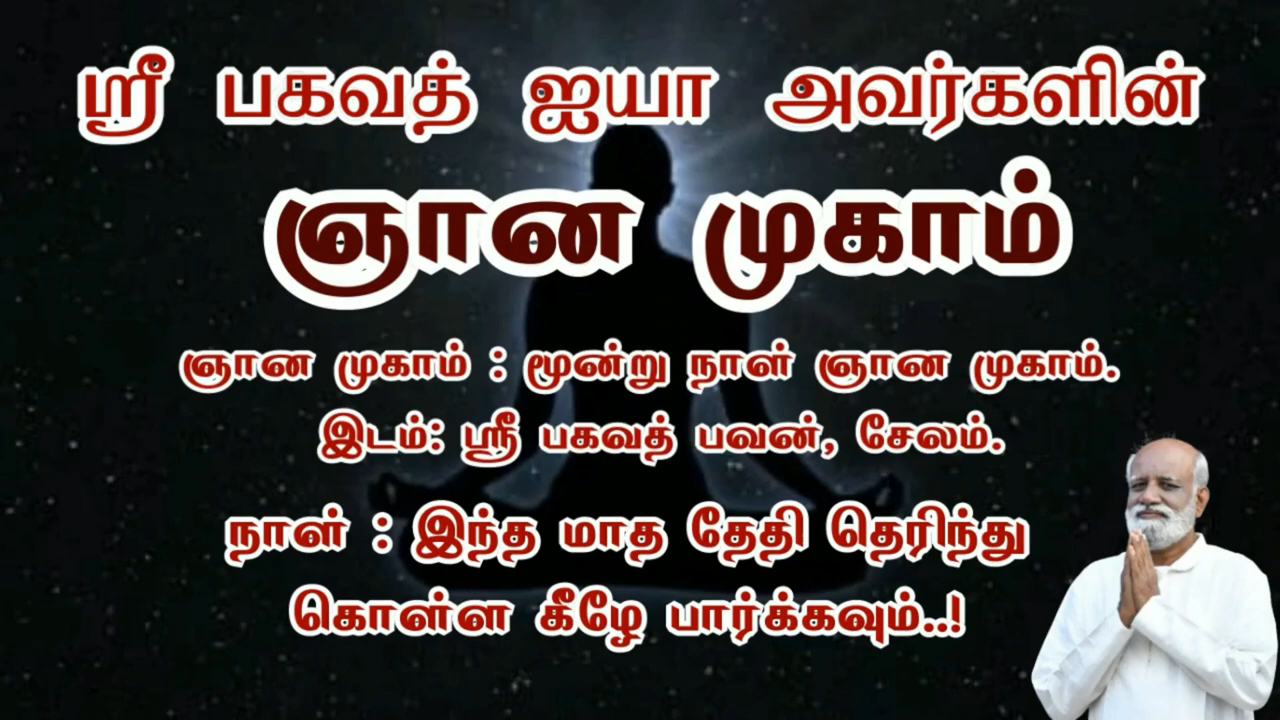 ஸ்ரீ பகவத் ஐயா அவர்களின்
ஞான முகாம்
ஞான முகாம் : மூன்று நாள் ஞான முகாம்.
இடம்: ஸ்ரீ பகவத் பவன், சேலம்.
நாள் : இந்த மாத தேதி தெரிந்து
கொள்ள கீழே பார்க்கவும்..!